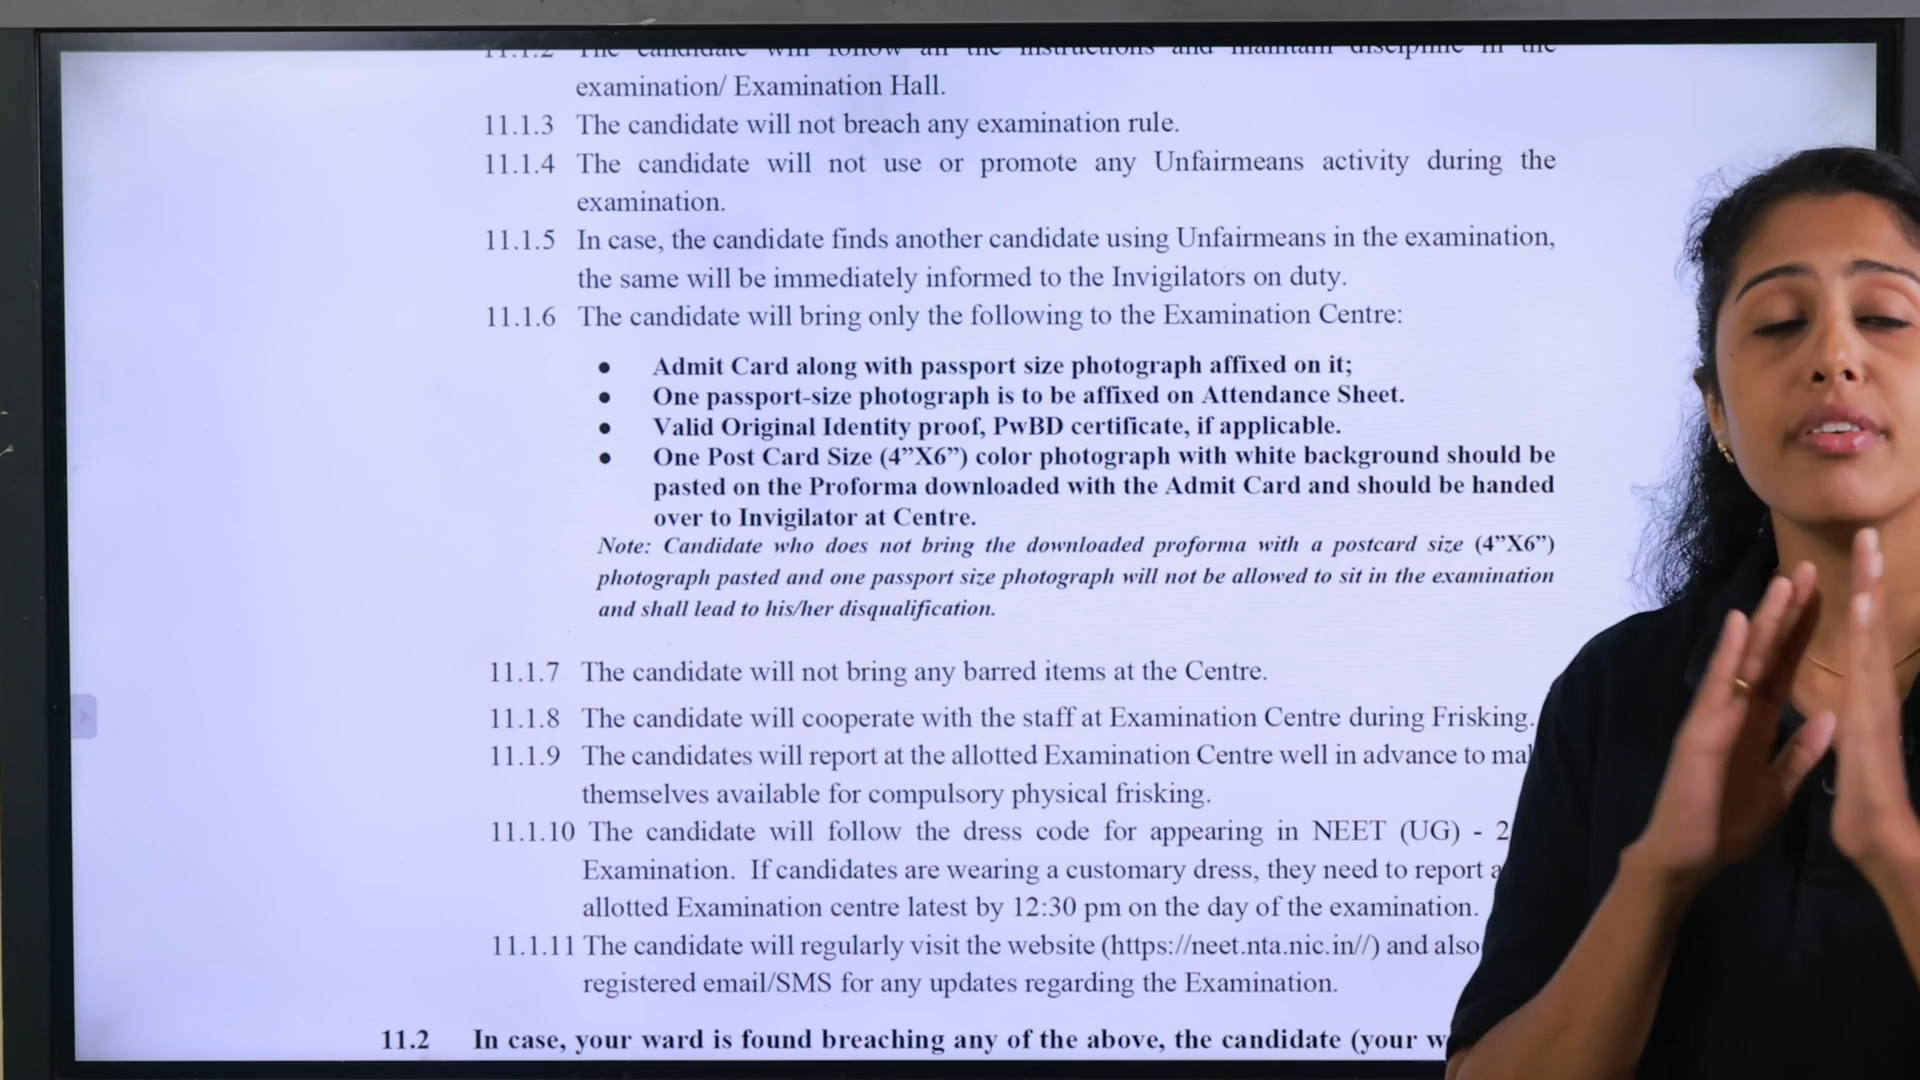 11.1.2 The candidate will follow all the instructions and maintain discipline in the
examination/ Examination Hall.
11.1.3 The candidate will not breach any examination rule.
11.1.4 The candidate will not use or promote any Unfairmeans activity during the
examination.
11.1.5 In case, the candidate finds another candidate using Unfairmeans in the examination,
the same will be immediately informed to the Invigilators on duty.
11.1.6 The candidate will bring only the following to the Examination Centre:
● Admit Card along with passport size photograph affixed on it;
● One passport-size photograph is to be affixed on Attendance Sheet.
● Valid Original Identity proof, PwBD certificate, if applicable.
● One Post Card Size (4”X6”) color photograph with white background should be
pasted on the Proforma downloaded with the Admit Card and should be handed
over to Invigilator at Centre.
Note: Candidate who does not bring the downloaded proforma with a postcard size (4”X6”)
photograph pasted and one passport size photograph will not be allowed to sit in the examination
and shall lead to his/her disqualification.
11.1.7 The candidate will not bring any barred items at the Centre.
11.1.8 The candidate will cooperate with the staff at Examination Centre during Frisking.
11.1.9 The candidates will report at the allotted Examination Centre well in advance to
themselves available for compulsory physical frisking.
11.1.10 The candidate will follow the dress code for appearing in NEET (UG) -
Examination. If candidates are wearing a customary dress, they need to report
allotted Examination centre latest by 12:30 pm on the day of the examination.
11.1.11 The candidate will regularly visit the website (https://neet.nta.nic.in//) and also
registered email/SMS for any updates regarding the Examination.
11.2 In case, your ward is found breaching any of the above, the candidate (your